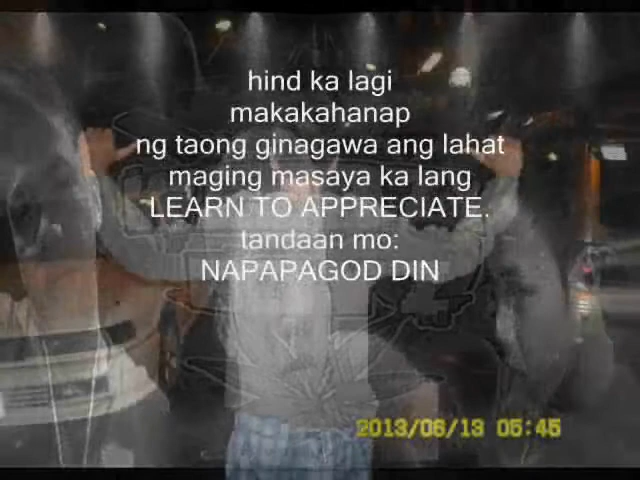 hind ka lagi
makakahanap
ng taong ginagawa ang lahat
maging masaya ka lang
LEARN TO APPRECIATE.
tandaan mo:
NAPAPAGOD DIN
2013/06/13 05:45